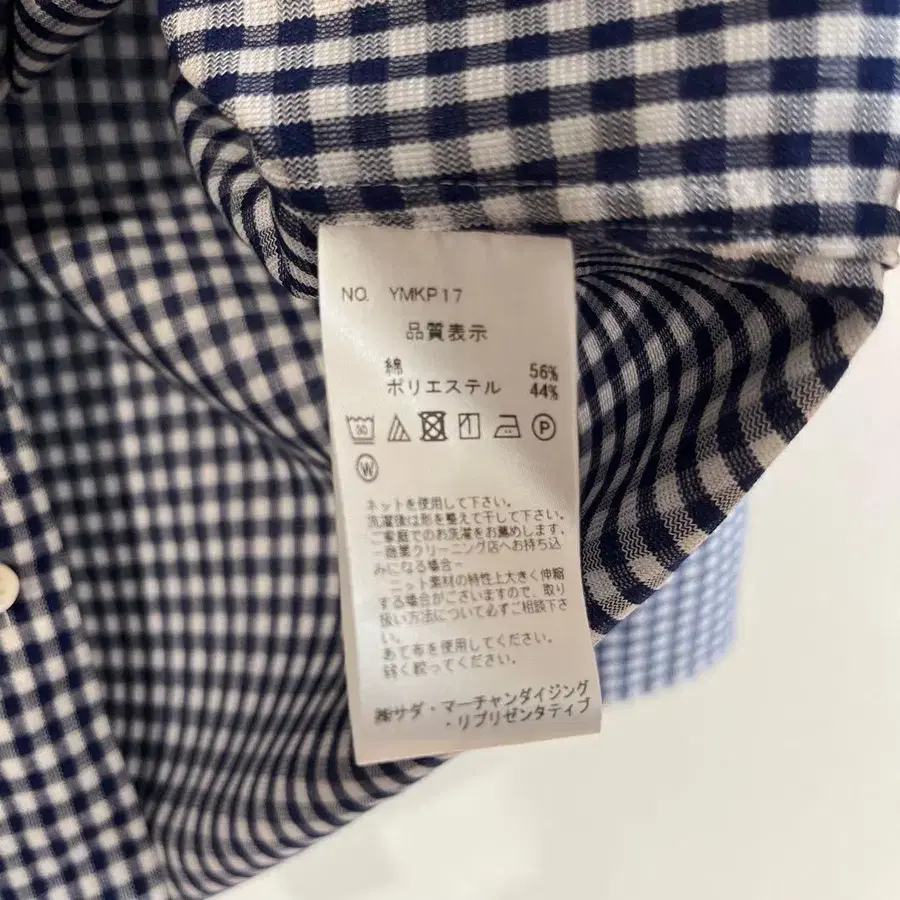 NO. YMKP17
品質表示
綿 56%
ポリエステル 44%
30
P
W
ネットを使用して下さい。
洗濯後は形を整えて干して下さい。
ご家庭でのお洗濯をお薦めします。
－商業クリーニング店へお持ち込
みになる場合－
ニット素材の特性上大きく伸縮
する場合がございますので、取り
扱い方法について必ずご相談下さ
い。
あて布を使用してください。
弱く絞ってください。
㈱サダ・マーチャンダイジング
・リプリゼンタティブ